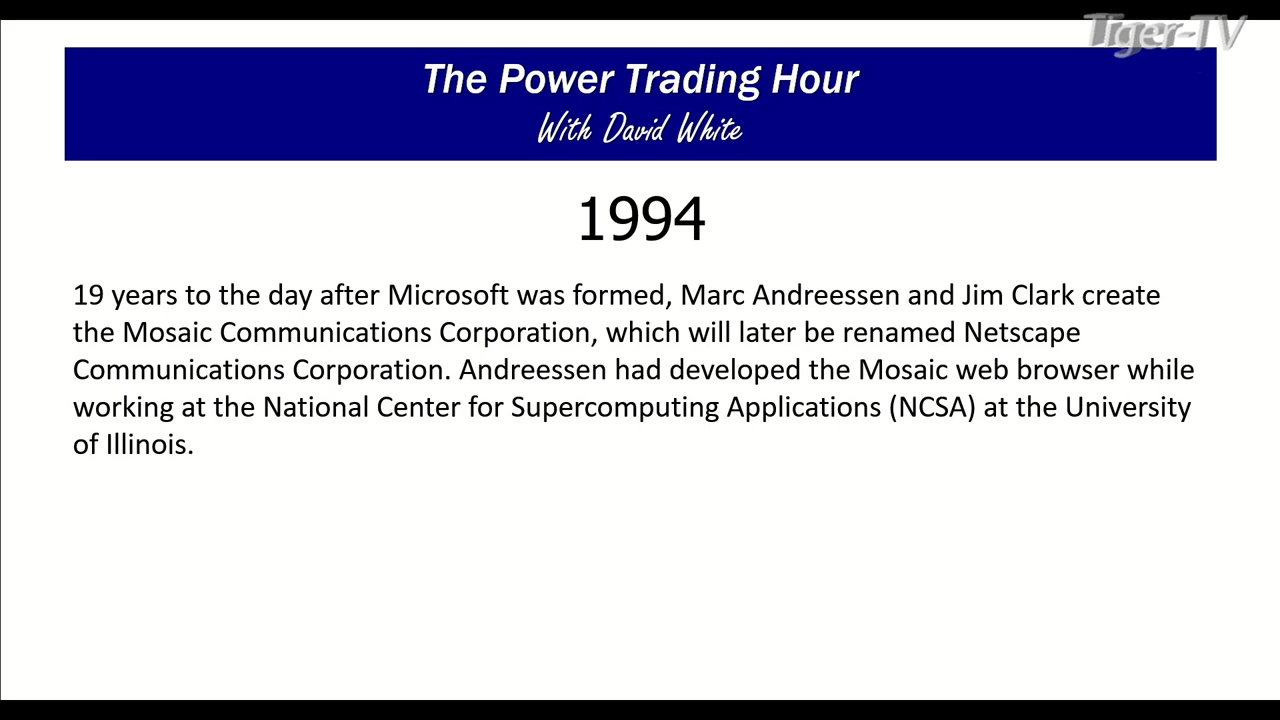 Tiger-TV
The Power Trading Hour
With David White
1994
19 years to the day after Microsoft was formed, Marc Andreessen and Jim Clark create
the Mosaic Communications Corporation, which will later be renamed Netscape
Communications Corporation. Andreessen had developed the Mosaic web browser while
working at the National Center for Supercomputing Applications (NCSA) at the University
of Illinois.